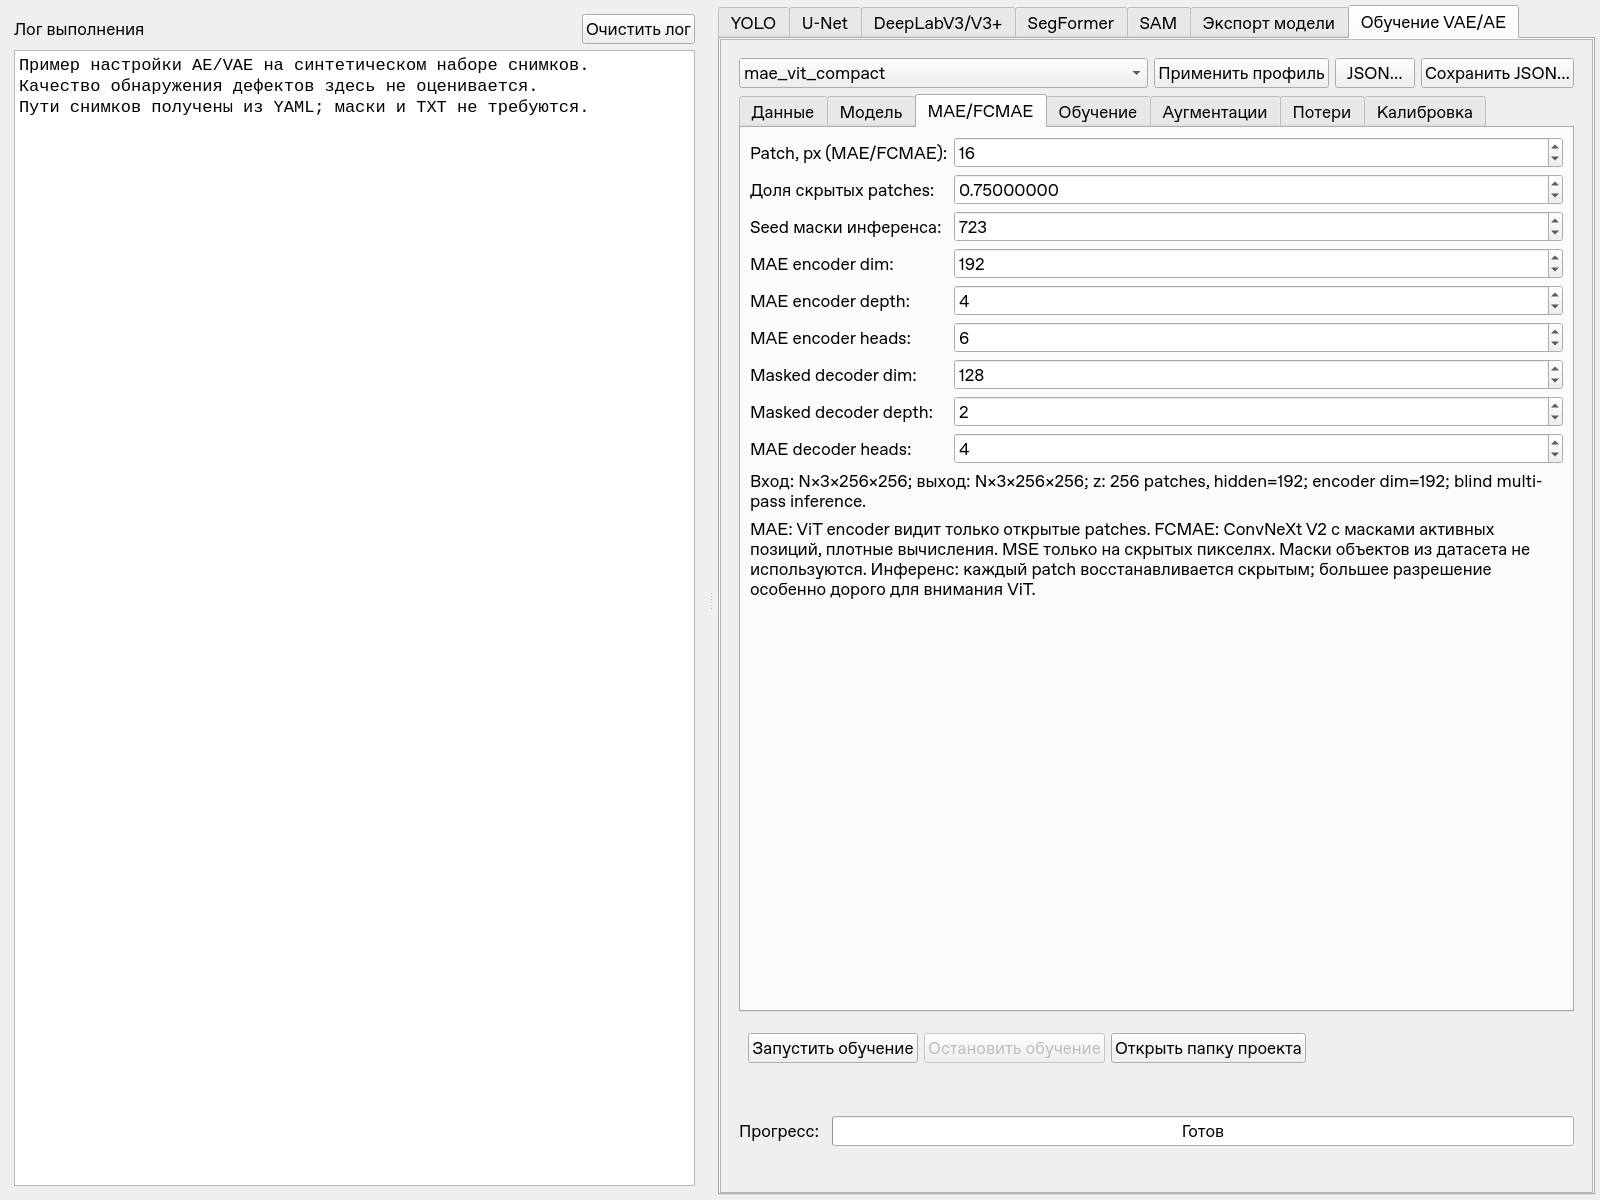 Лог выполнения
Очистить лог
Пример настройки AE/VAE на синтетическом наборе снимков.
Качество обнаружения дефектов здесь не оценивается.
Пути снимков получены из YAML; маски и TXT не требуются.
YOLO U-Net DeepLabV3/V3+ SegFormer SAM Экспорт модели Обучение VAE/AE
mae_vit_compact Применить профиль JSON... Сохранить JSON...
Данные Модель MAE/FCMAE Обучение Аугментации Потери Калибровка
Patch, px (MAE/FCMAE): 16
Доля скрытых patches: 0.75000000
Seed маски инференса: 723
MAE encoder dim: 192
MAE encoder depth: 4
MAE encoder heads: 6
Masked decoder dim: 128
Masked decoder depth: 2
MAE decoder heads: 4
Вход: N×3×256×256; выход: N×3×256×256; z: 256 patches, hidden=192; encoder dim=192; blind multi-
pass inference.
MAE: ViT encoder видит только открытые patches. FCMAE: ConvNeXt V2 с масками активных
позиций, плотные вычисления. MSE только на скрытых пикселях. Маски объектов из датасета не
используются. Инференс: каждый patch восстанавливается скрытым; большее разрешение
особенно дорого для внимания ViT.
Запустить обучение Остановить обучение Открыть папку проекта
Прогресс: Готов